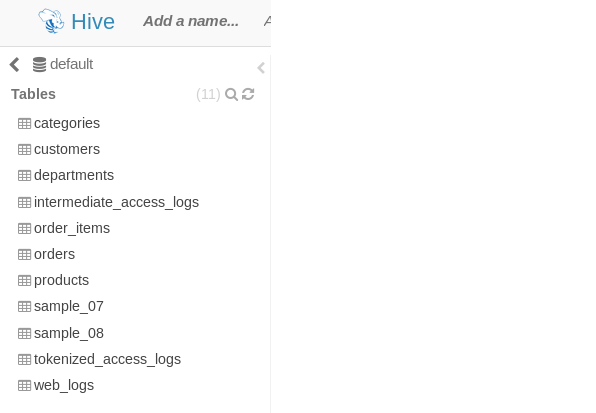 Hive Add a name...
default
Tables (11)
categories
customers
departments
intermediate_access_logs
order_items
orders
products
sample_07
sample_08
tokenized_access_logs
web_logs